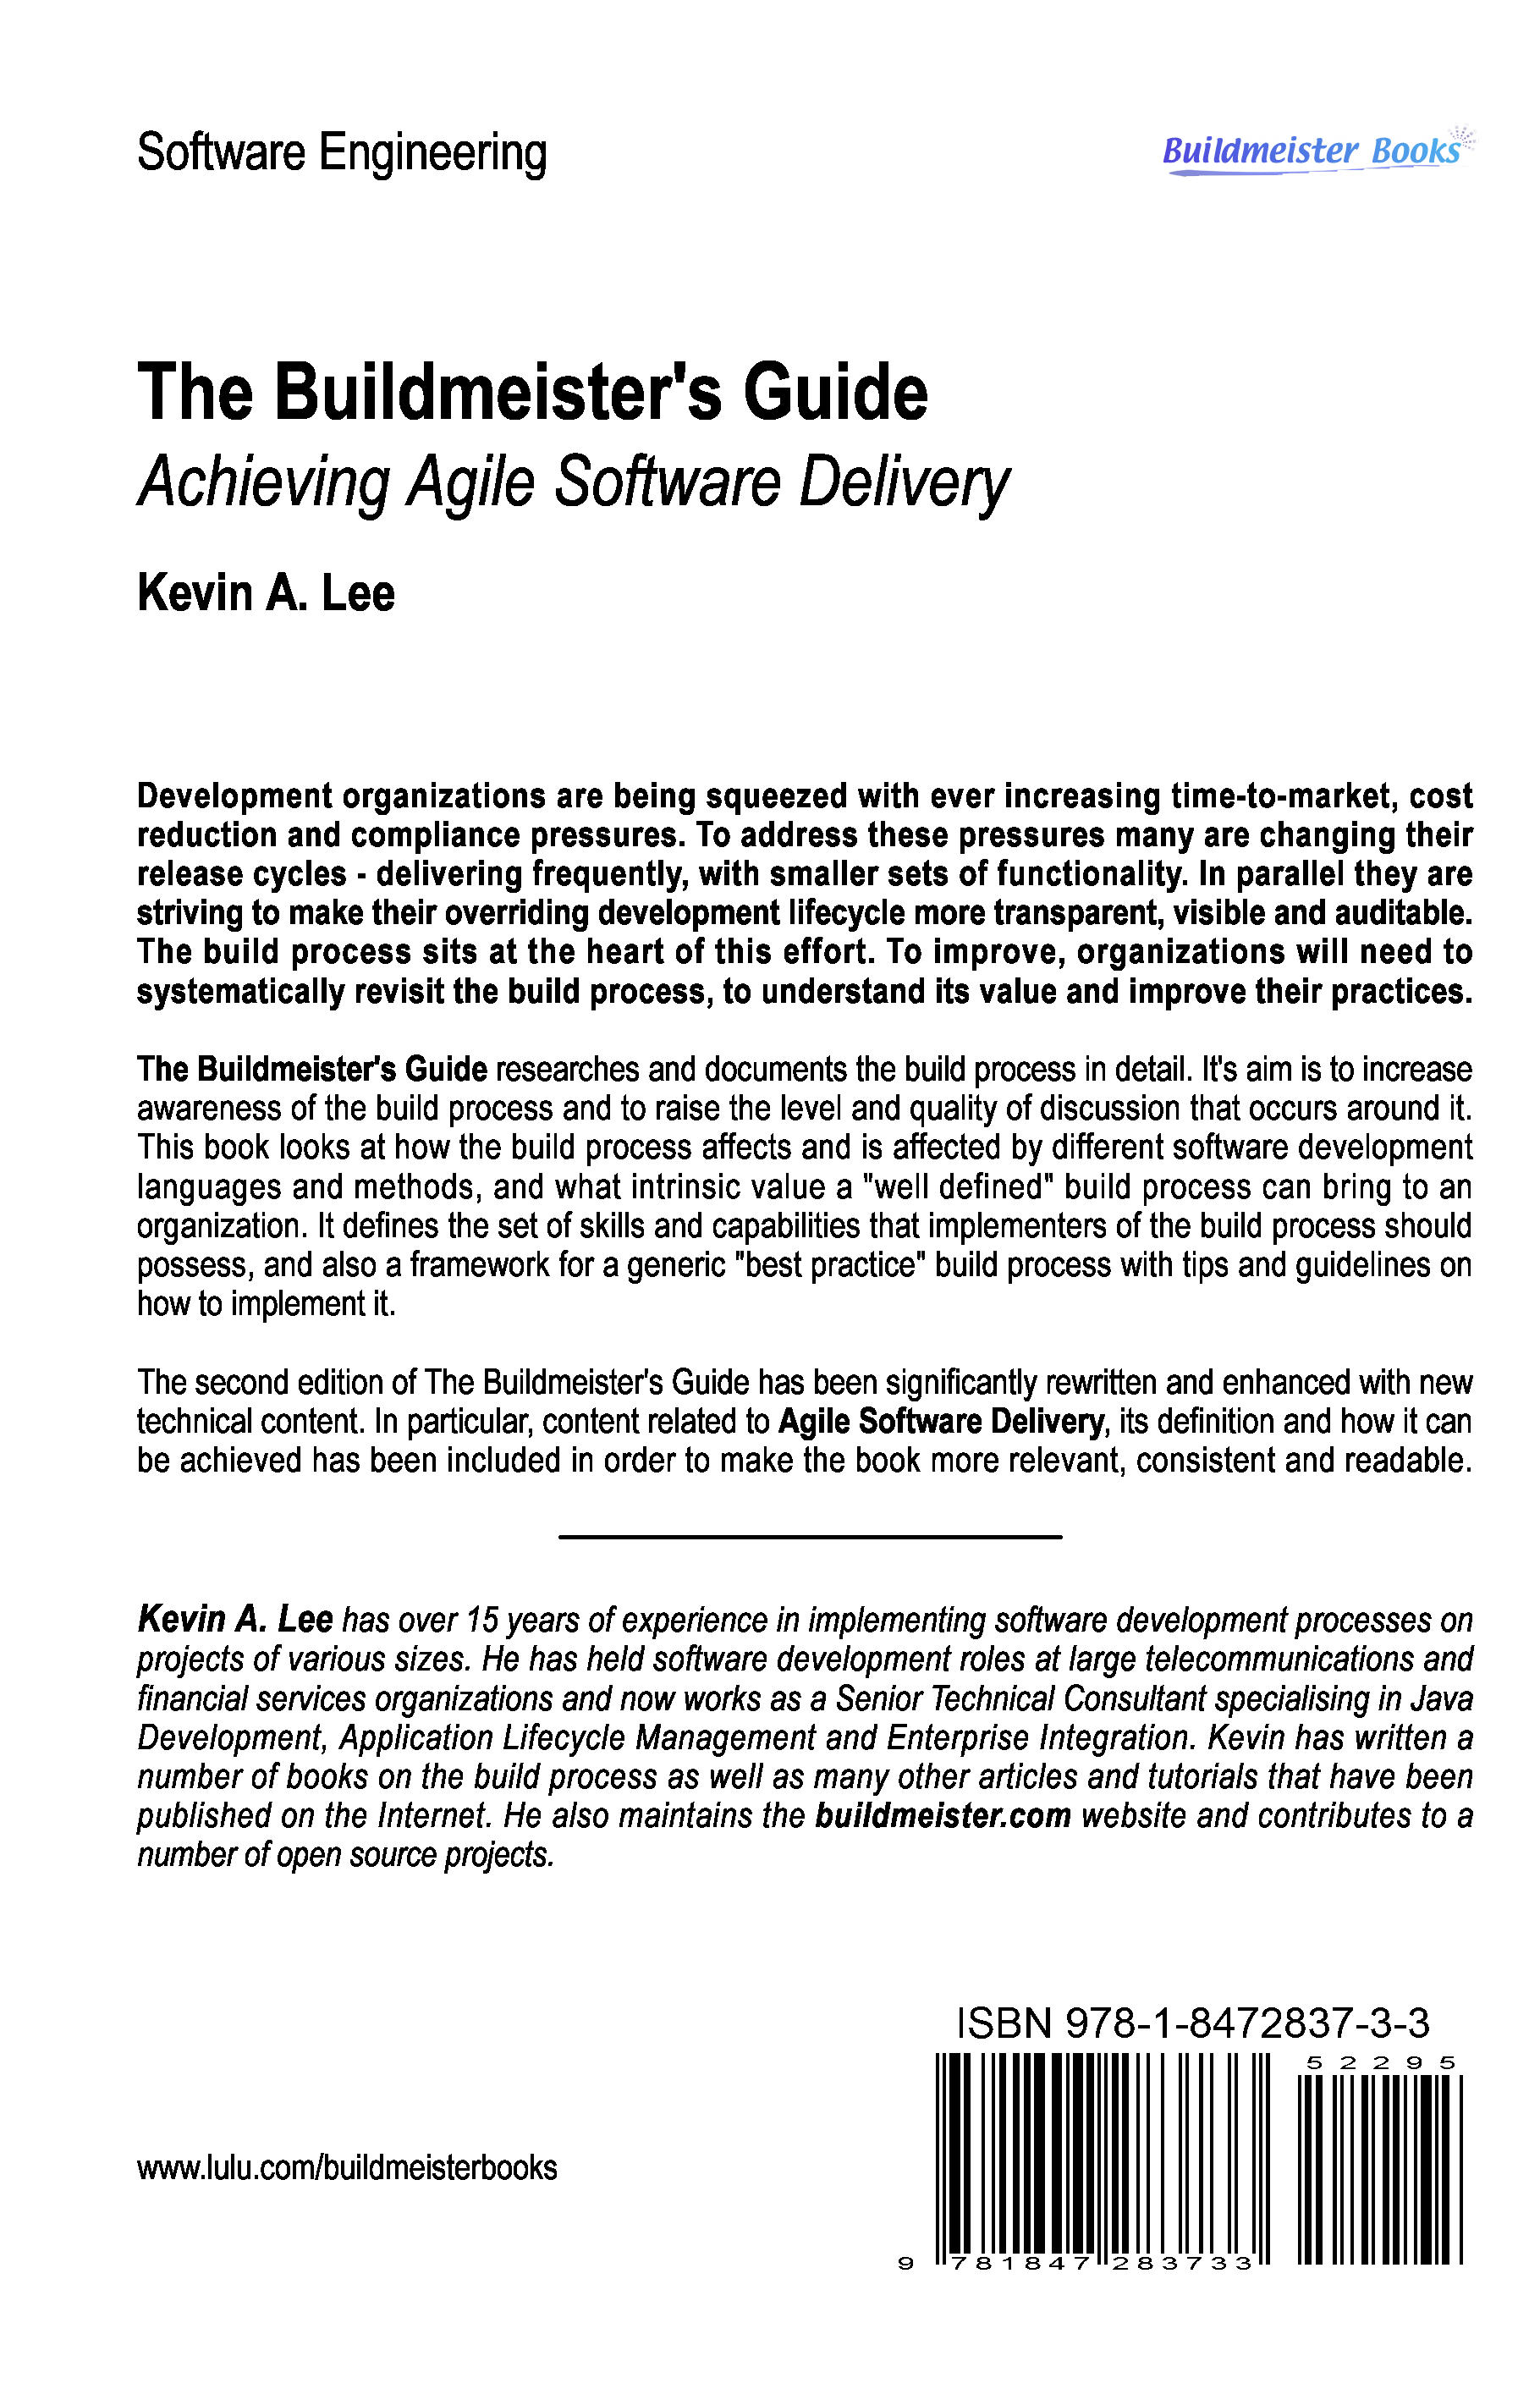 Software Engineering
Buildmeister Books
The Buildmeister's Guide
Achieving Agile Software Delivery
Kevin A. Lee
Development organizations are being squeezed with ever increasing time-to-market, cost
reduction and compliance pressures. To address these pressures many are changing their
release cycles - delivering frequently, with smaller sets of functionality. In parallel they are
striving to make their overriding development lifecycle more transparent, visible and auditable.
The build process sits at the heart of this effort. To improve, organizations will need to
systematically revisit the build process, to understand its value and improve their practices.
The Buildmeister's Guide researches and documents the build process in detail. It's aim is to increase
awareness of the build process and to raise the level and quality of discussion that occurs around it.
This book looks at how the build process affects and is affected by different software development
languages and methods, and what intrinsic value a "well defined" build process can bring to an
organization. It defines the set of skills and capabilities that implementers of the build process should
possess, and also a framework for a generic "best practice" build process with tips and guidelines on
how to implement it.
The second edition of The Buildmeister's Guide has been significantly rewritten and enhanced with new
technical content. In particular, content related to Agile Software Delivery, its definition and how it can
be achieved has been included in order to make the book more relevant, consistent and readable.
Kevin A. Lee has over 15 years of experience in implementing software development processes on
projects of various sizes. He has held software development roles at large telecommunications and
financial services organizations and now works as a Senior Technical Consultant specialising in Java
Development, Application Lifecycle Management and Enterprise Integration. Kevin has written a
number of books on the build process as well as many other articles and tutorials that have been
published on the Internet. He also maintains the buildmeister.com website and contributes to a
number of open source projects.
ISBN 978-1-8472837-3-3
52295
www.lulu.com/buildmeisterbooks
9 781847 283733